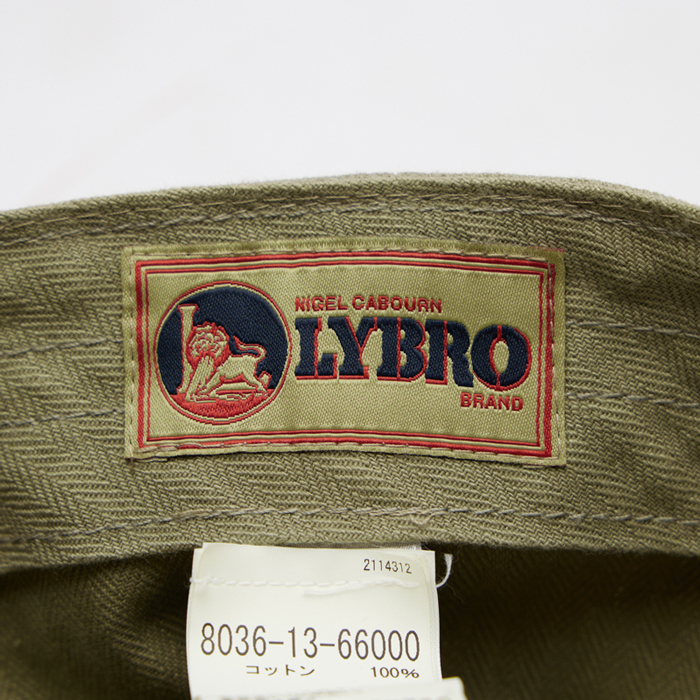 NIGEL CABOURN
LYBRO
BRAND
2114312
8036-13-66000
コットン 100%